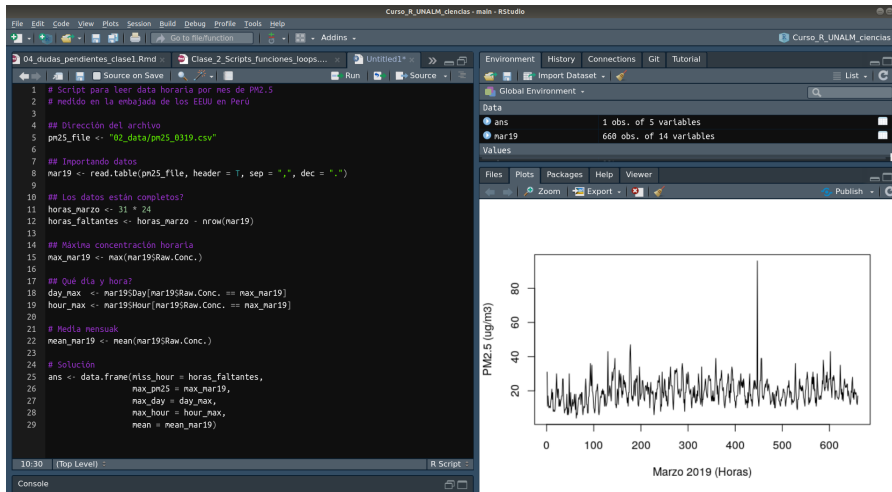 Curso_R_UNALM_ciencias - main - RStudio
File Edit Code View Plots Session Build Debug Profile Tools Help
Go to file/function Addins Curso_R_UNALM_ciencias
04_dudas_pendientes_clase1.Rmd Clase_2_Scripts_funciones_loops.... Untitled1*
Source on Save Run Source
1 # Script para leer data horaria por mes de PM2.5
2 # medido en la embajada de los EEUU en Perú
3
4 ## Dirección del archivo
5 pm25_file <- "02_data/pm25_0319.csv"
6
7 ## Importando datos
8 mar19 <- read.table(pm25_file, header = T, sep = ",", dec = ".")
9
10 ## Los datos están completos?
11 horas_marzo <- 31 * 24
12 horas_faltantes <- horas_marzo - nrow(mar19)
13
14 ## Máxima concentración horaria
15 max_mar19 <- max(mar19$Raw.Conc.)
16
17 ## Qué día y hora?
18 day_max <- mar19$Day[mar19$Raw.Conc. == max_mar19]
19 hour_max <- mar19$Hour[mar19$Raw.Conc. == max_mar19]
20
21 # Media mensuak
22 mean_mar19 <- mean(mar19$Raw.Conc.)
23
24 # Solución
25 ans <- data.frame(miss_hour = horas_faltantes,
26 max_pm25 = max_mar19,
27 max_day = day_max,
28 max_hour = hour_max,
29 mean = mean_mar19)
10:30 (Top Level) R Script
Console
Environment History Connections Git Tutorial
Import Dataset List
Global Environment
Data
ans 1 obs. of 5 variables
mar19 660 obs. of 14 variables
Values
Files Plots Packages Help Viewer
Zoom Export Publish
PM2.5 (ug/m3)
80
60
40
20
0 100 200 300 400 500 600
Marzo 2019 (Horas)